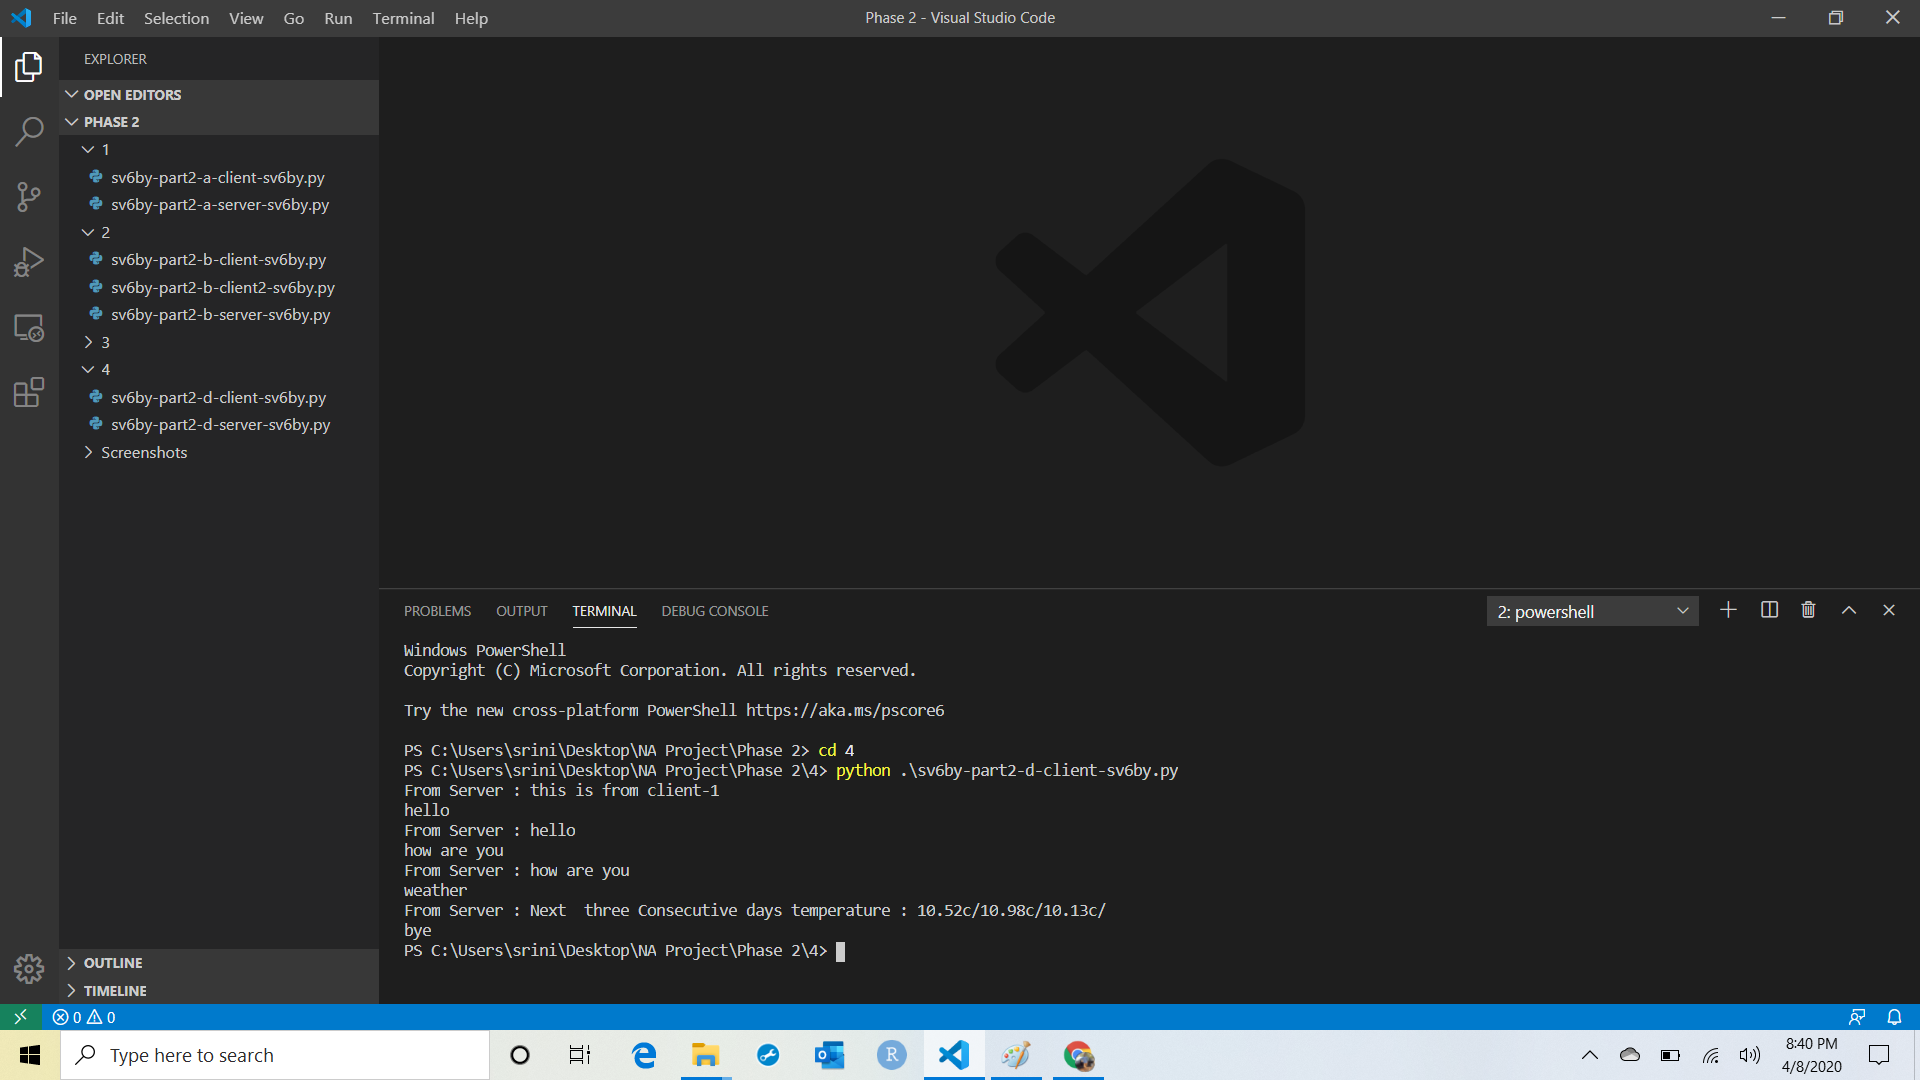 File Edit Selection View Go Run Terminal Help
Phase 2 - Visual Studio Code
EXPLORER
OPEN EDITORS
PHASE 2
1
sv6by-part2-a-client-sv6by.py
sv6by-part2-a-server-sv6by.py
2
sv6by-part2-b-client-sv6by.py
sv6by-part2-b-client2-sv6by.py
sv6by-part2-b-server-sv6by.py
3
4
sv6by-part2-d-client-sv6by.py
sv6by-part2-d-server-sv6by.py
Screenshots
OUTLINE
TIMELINE
PROBLEMS OUTPUT TERMINAL DEBUG CONSOLE
2: powershell
Windows PowerShell
Copyright (C) Microsoft Corporation. All rights reserved.
Try the new cross-platform PowerShell https://aka.ms/pscore6
PS C:\Users\srini\Desktop\NA Project\Phase 2> cd 4
PS C:\Users\srini\Desktop\NA Project\Phase 2\4> python .\sv6by-part2-d-client-sv6by.py
From Server : this is from client-1
hello
From Server : hello
how are you
From Server : how are you
weather
From Server : Next  three Consecutive days temperature : 10.52c/10.98c/10.13c/
bye
PS C:\Users\srini\Desktop\NA Project\Phase 2\4>
0 0
Type here to search
R
8:40 PM
4/8/2020